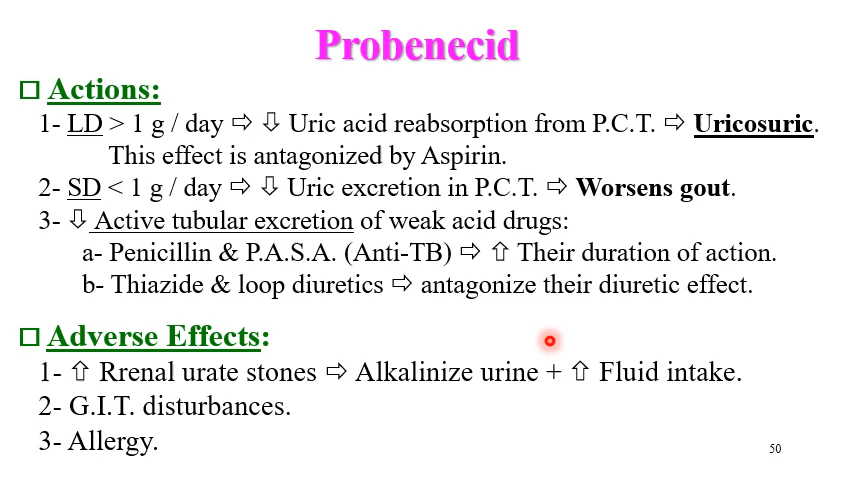 Probenecid
□ Actions:
1- LD > 1 g / day ⇨ ⇩ Uric acid reabsorption from P.C.T. ⇨ Uricosuric.
This effect is antagonized by Aspirin.
2- SD < 1 g / day ⇨ ⇩ Uric excretion in P.C.T. ⇨ Worsens gout.
3- ⇩ Active tubular excretion of weak acid drugs:
a- Penicillin & P.A.S.A. (Anti-TB) ⇨ ⇧ Their duration of action.
b- Thiazide & loop diuretics ⇨ antagonize their diuretic effect.
□ Adverse Effects:
1- ⇧ Rrenal urate stones ⇨ Alkalinize urine + ⇧ Fluid intake.
2- G.I.T. disturbances.
3- Allergy.
50